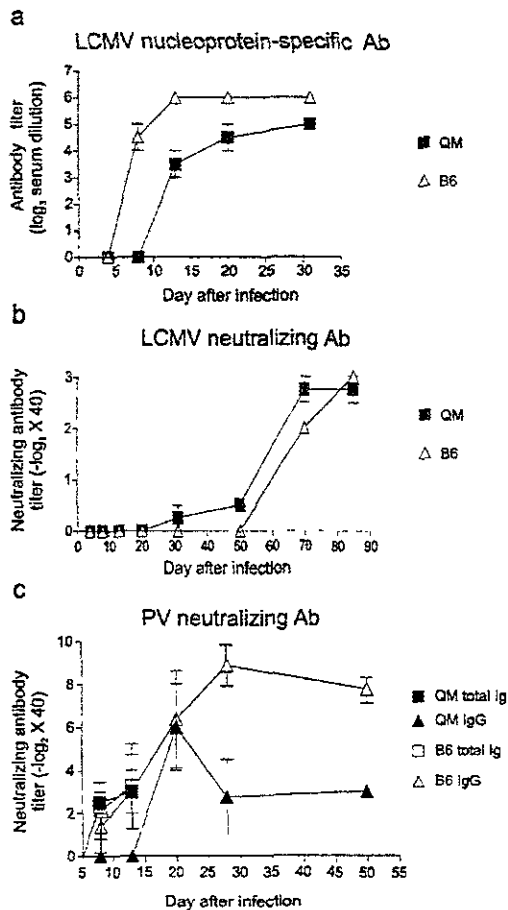 a
LCMV nucleoprotein-specific Ab
Antibody titer
(log₃ serum dilution)
7
6
5
4
3
2
1
0
0 5 10 15 20 25 30 35
Day after infection
QM
B6
b
LCMV neutralizing Ab
Neutralizing antibody
titer (-log₃ X 40)
3
2
1
0
0 10 20 30 40 50 60 70 80 90
Day after infection
QM
B6
c
PV neutralizing Ab
Neutralizing antibody
titer (-log₂ X 40)
10
8
6
4
2
0
5 10 15 20 25 30 35 40 45 50 55
Day after infection
QM total Ig
QM IgG
B6 total Ig
B6 IgG